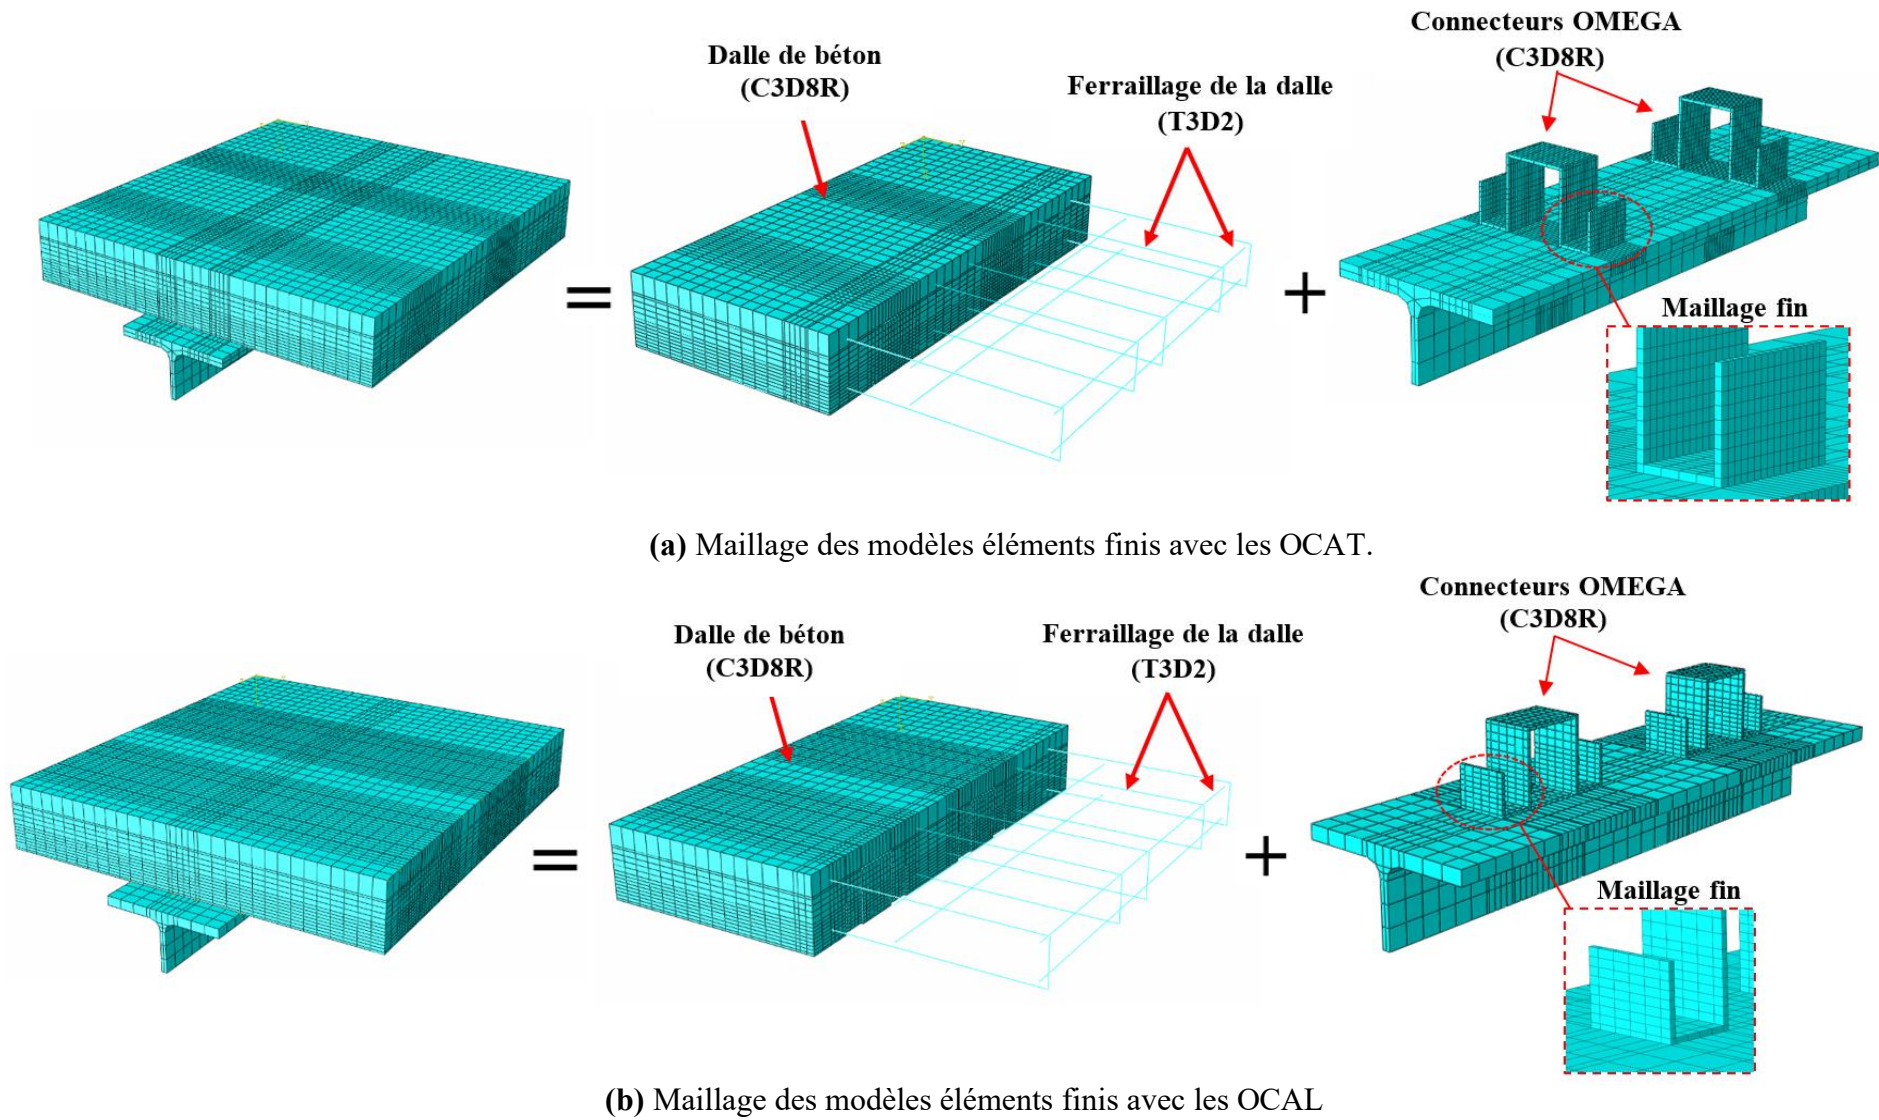 Connecteurs OMEGA
(C3D8R)
Dalle de béton
(C3D8R)
Ferraillage de la dalle
(T3D2)
=
+
Maillage fin
(a) Maillage des modèles éléments finis avec les OCAT.
Connecteurs OMEGA
(C3D8R)
Dalle de béton
(C3D8R)
Ferraillage de la dalle
(T3D2)
=
+
Maillage fin
(b) Maillage des modèles éléments finis avec les OCAL